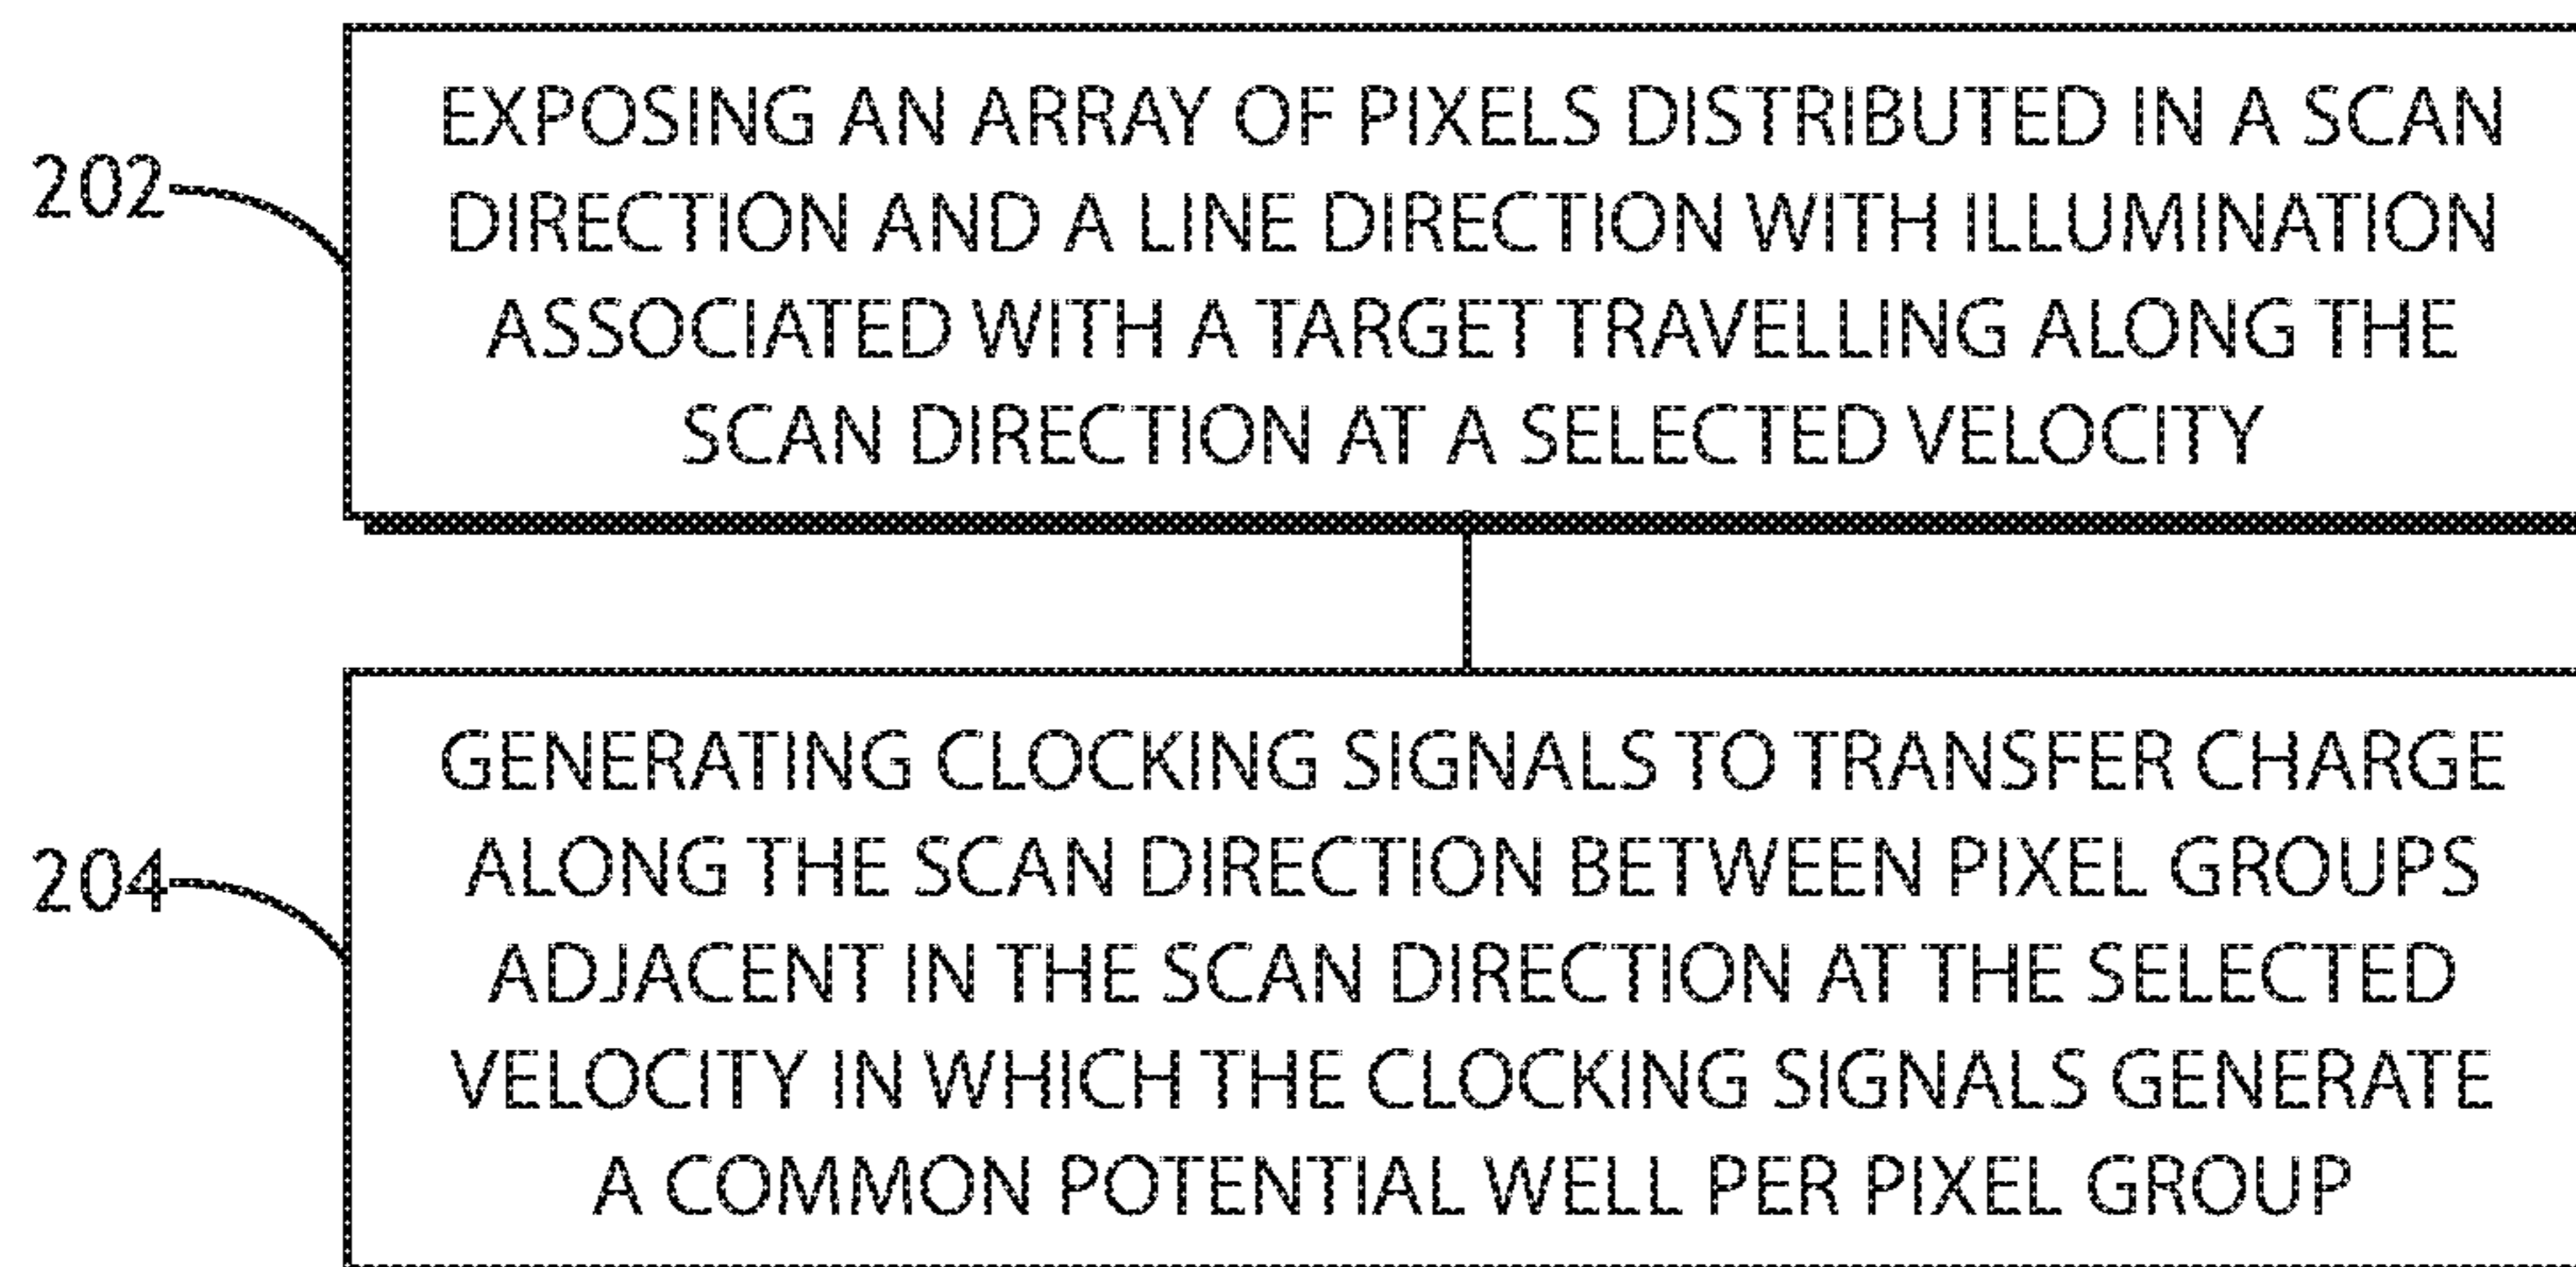 202
EXPOSING AN ARRAY OF PIXELS DISTRIBUTED IN A SCAN
DIRECTION AND A LINE DIRECTION WITH ILLUMINATION
ASSOCIATED WITH A TARGET TRAVELLING ALONG THE
SCAN DIRECTION AT A SELECTED VELOCITY
204
GENERATING CLOCKING SIGNALS TO TRANSFER CHARGE
ALONG THE SCAN DIRECTION BETWEEN PIXEL GROUPS
ADJACENT IN THE SCAN DIRECTION AT THE SELECTED
VELOCITY IN WHICH THE CLOCKING SIGNALS GENERATE
A COMMON POTENTIAL WELL PER PIXEL GROUP